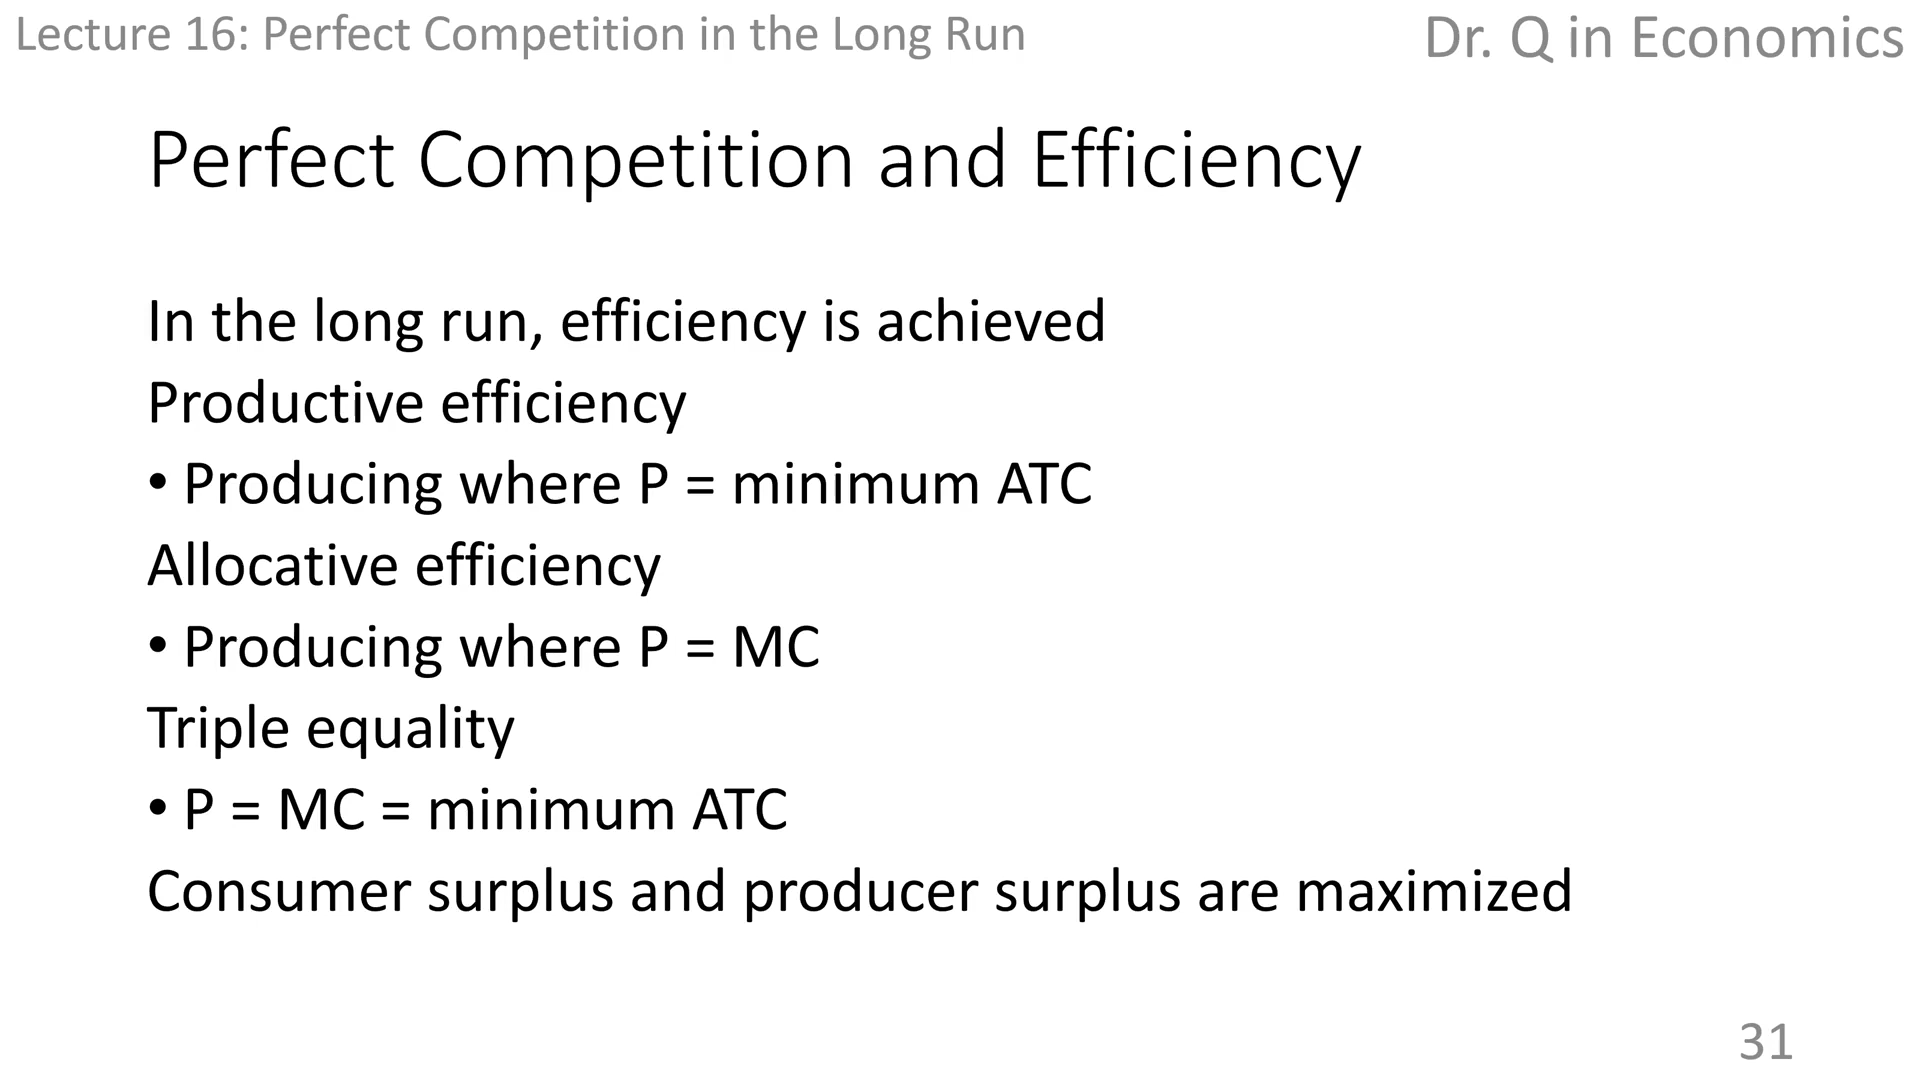 Lecture 16: Perfect Competition in the Long Run
Dr. Q in Economics
Perfect Competition and Efficiency
In the long run, efficiency is achieved
Productive efficiency
• Producing where P = minimum ATC
Allocative efficiency
• Producing where P = MC
Triple equality
• P = MC = minimum ATC
Consumer surplus and producer surplus are maximized
31